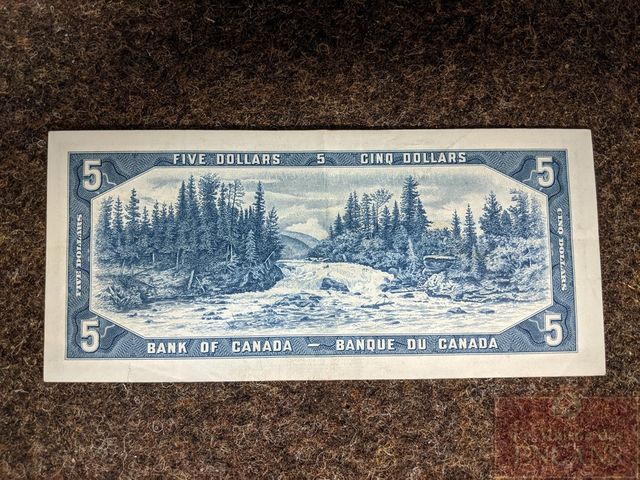 FIVE DOLLARS 5 CINQ DOLLARS
5 5
FIVE DOLLARS
CINQ DOLLARS
5 5
BANK OF CANADA — BANQUE DU CANADA
ENCANS